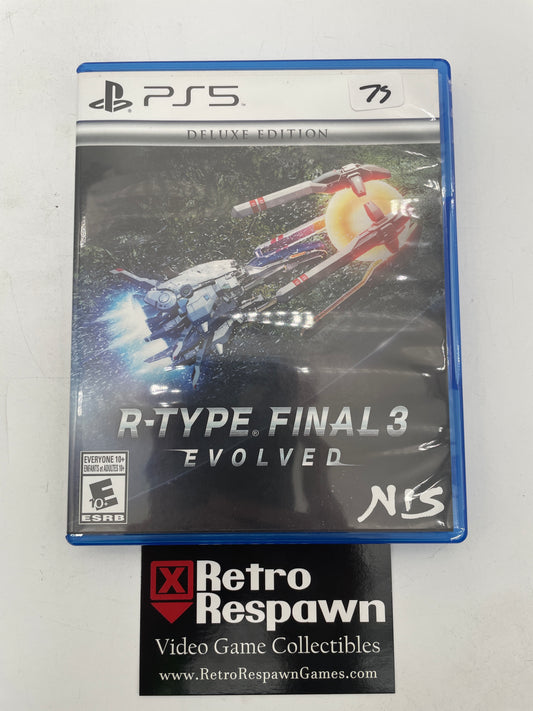 PS5
75
DELUXE EDITION
R-TYPE® FINAL 3
EVOLVED
EVERYONE 10+
ENFANTS et ADULTES 10+
E
10+
ESRB
NIS
Retro
Respawn
Video Game Collectibles
www.RetroRespawnGames.com